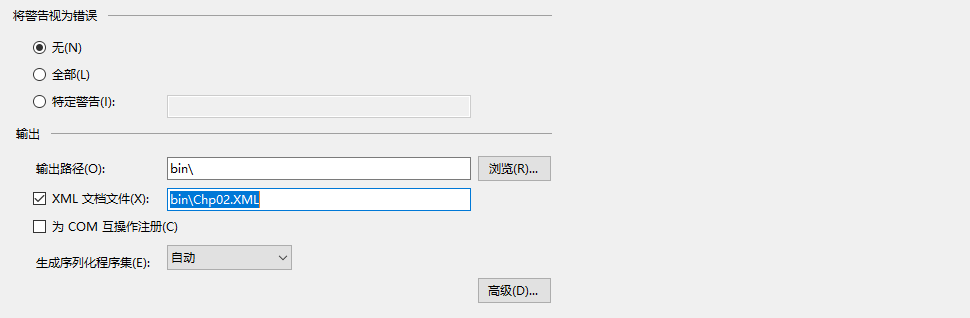 将警告视为错误
无(N)
全部(L)
特定警告(I):
输出
输出路径(O): bin\ 浏览(R)...
XML 文档文件(X): bin\Chp02.XML
为 COM 互操作注册(C)
生成序列化程序集(E): 自动
高级(D)...